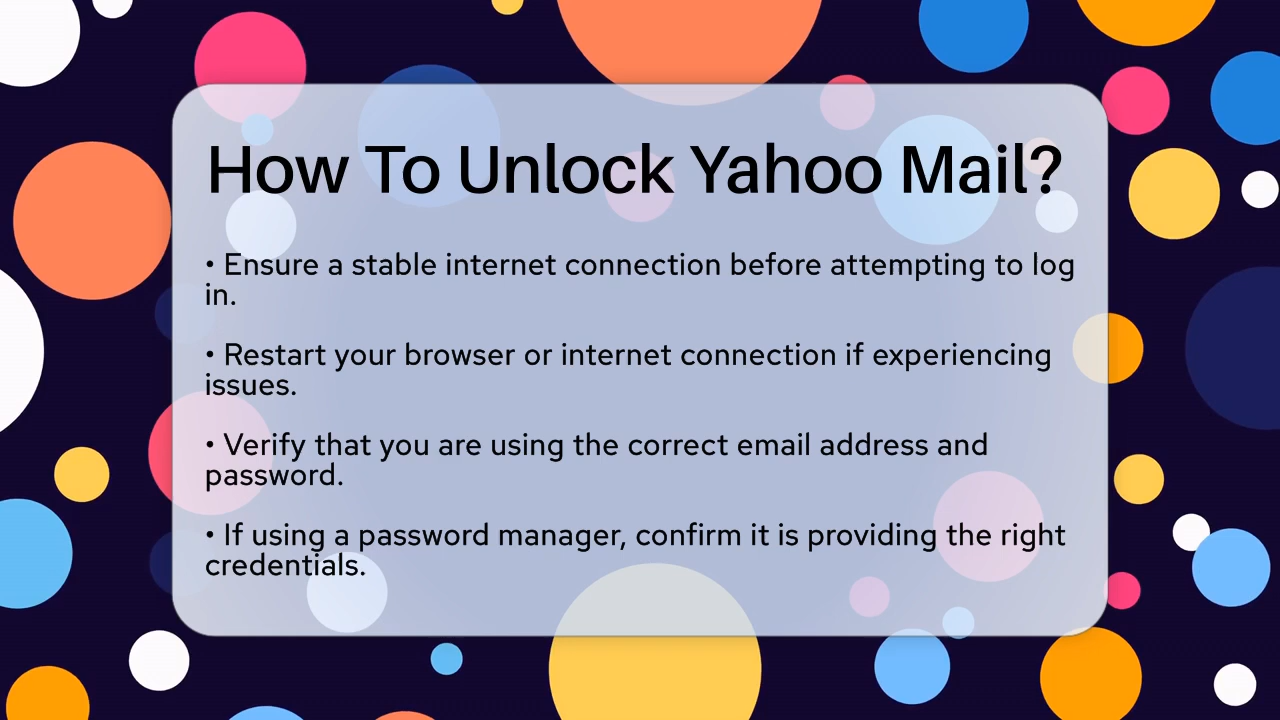 How To Unlock Yahoo Mail?
• Ensure a stable internet connection before attempting to log
in.
• Restart your browser or internet connection if experiencing
issues.
• Verify that you are using the correct email address and
password.
• If using a password manager, confirm it is providing the right
credentials.